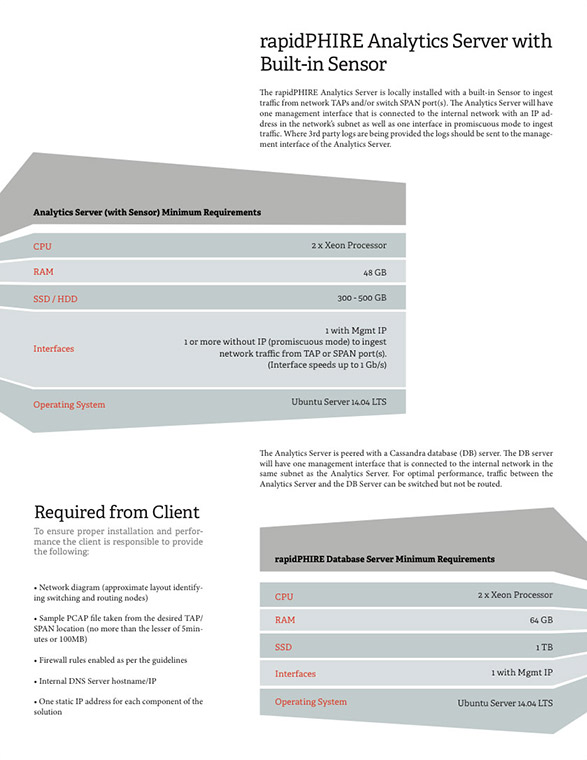 rapidPHIRE Analytics Server with
Built-in Sensor
The rapidPHIRE Analytics Server is locally installed with a built-in Sensor to ingest
traffic from network TAPs and/or switch SPAN port(s). The Analytics Server will have
one management interface that is connected to the internal network with an IP ad-
dress in the network's subnet as well as one interface in promiscuous mode to ingest
traffic. Where 3rd party logs are being provided the logs should be sent to the manage-
ment interface of the Analytics Server.
Analytics Server (with Sensor) Minimum Requirements
CPU 2 x Xeon Processor
RAM 48 GB
SSD / HDD 300 - 500 GB
Interfaces 1 with Mgmt IP
1 or more without IP (promiscuous mode) to ingest
network traffic from TAP or SPAN port(s).
(Interface speeds up to 1 Gb/s)
Operating System Ubuntu Server 14.04 LTS
The Analytics Server is peered with a Cassandra database (DB) server. The DB server
will have one management interface that is connected to the internal network in the
same subnet as the Analytics Server. For optimal performance, traffic between the
Analytics Server and the DB Server can be switched but not be routed.
Required from Client
To ensure proper installation and perfor-
mance the client is responsible to provide
the following:
• Network diagram (approximate layout identify-
ing switching and routing nodes)
• Sample PCAP file taken from the desired TAP/
SPAN location (no more than the lesser of 5min-
utes or 100MB)
• Firewall rules enabled as per the guidelines
• Internal DNS Server hostname/IP
• One static IP address for each component of the
solution
rapidPHIRE Database Server Minimum Requirements
CPU 2 x Xeon Processor
RAM 64 GB
SSD 1 TB
Interfaces 1 with Mgmt IP
Operating System Ubuntu Server 14.04 LTS